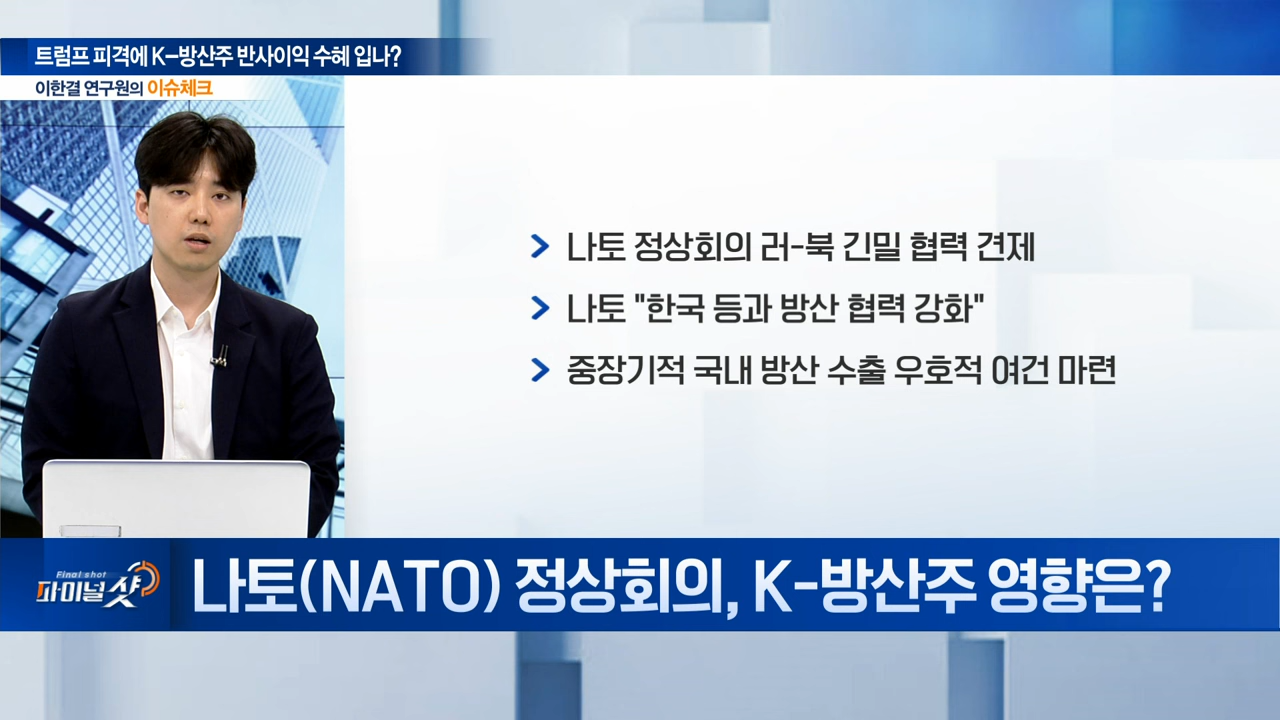 트럼프 피격에 K-방산주 반사이익 수혜 입나?
이한결 연구원의 이슈체크
나토 정상회의 러-북 긴밀 협력 견제
나토 "한국 등과 방산 협력 강화"
중장기적 국내 방산 수출 우호적 여건 마련
Final shot
파이널샷
나토(NATO) 정상회의, K-방산주 영향은?